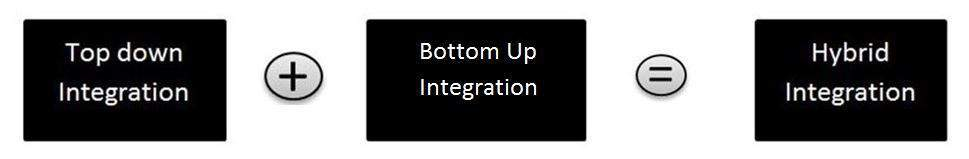 Top down
Integration
+
Bottom Up
Integration
=
Hybrid
Integration